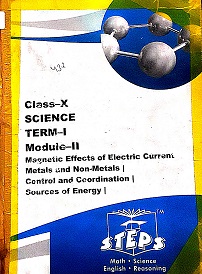 Class-X
SCIENCE
TERM-I
Module-II
Magnetic Effects of Electric Current
Metals and Non-Metals |
Control and Coordination |
Sources of Energy |
TM
STEPS
Math • Science
English • Reasoning